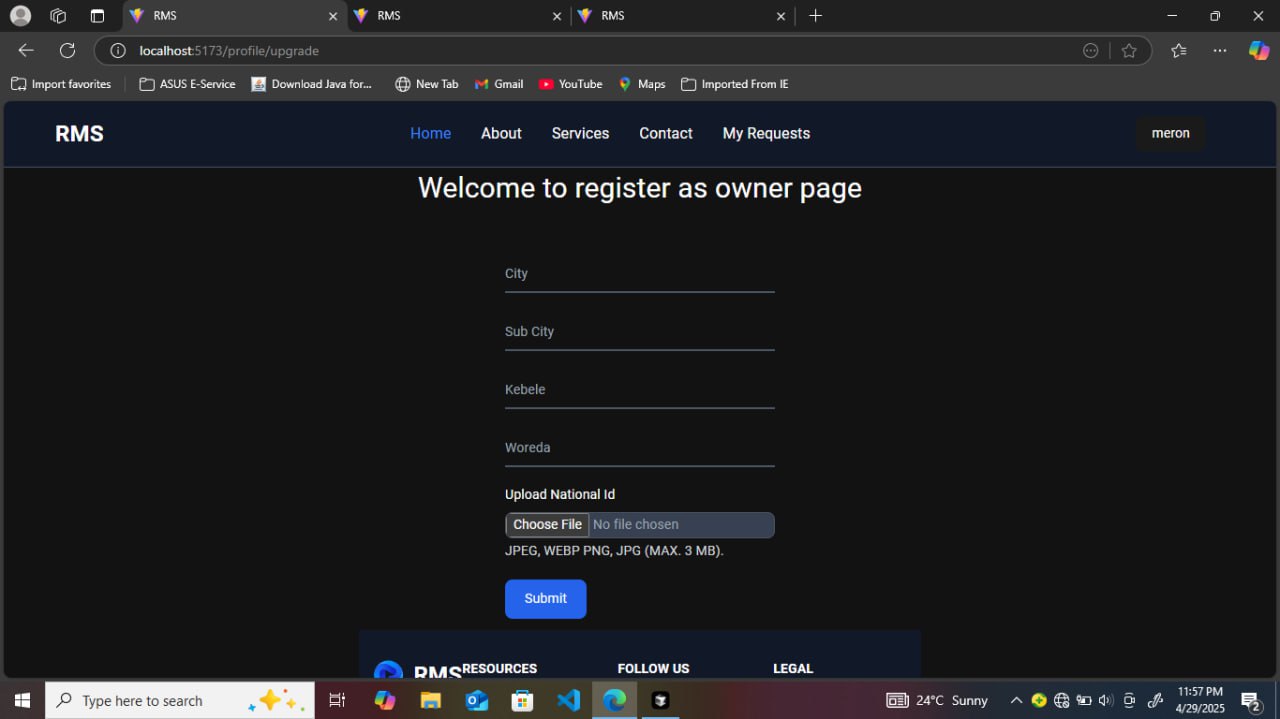 RMS
RMS
RMS
localhost:5173/profile/upgrade
Import favorites
ASUS E-Service
Download Java for...
New Tab
Gmail
YouTube
Maps
Imported From IE
RMS
Home
About
Services
Contact
My Requests
meron
Welcome to register as owner page
City
Sub City
Kebele
Woreda
Upload National Id
Choose File No file chosen
JPEG, WEBP PNG, JPG (MAX. 3 MB).
Submit
RMS
RESOURCES
FOLLOW US
LEGAL
Type here to search
24°C Sunny
11:57 PM
4/29/2025
2